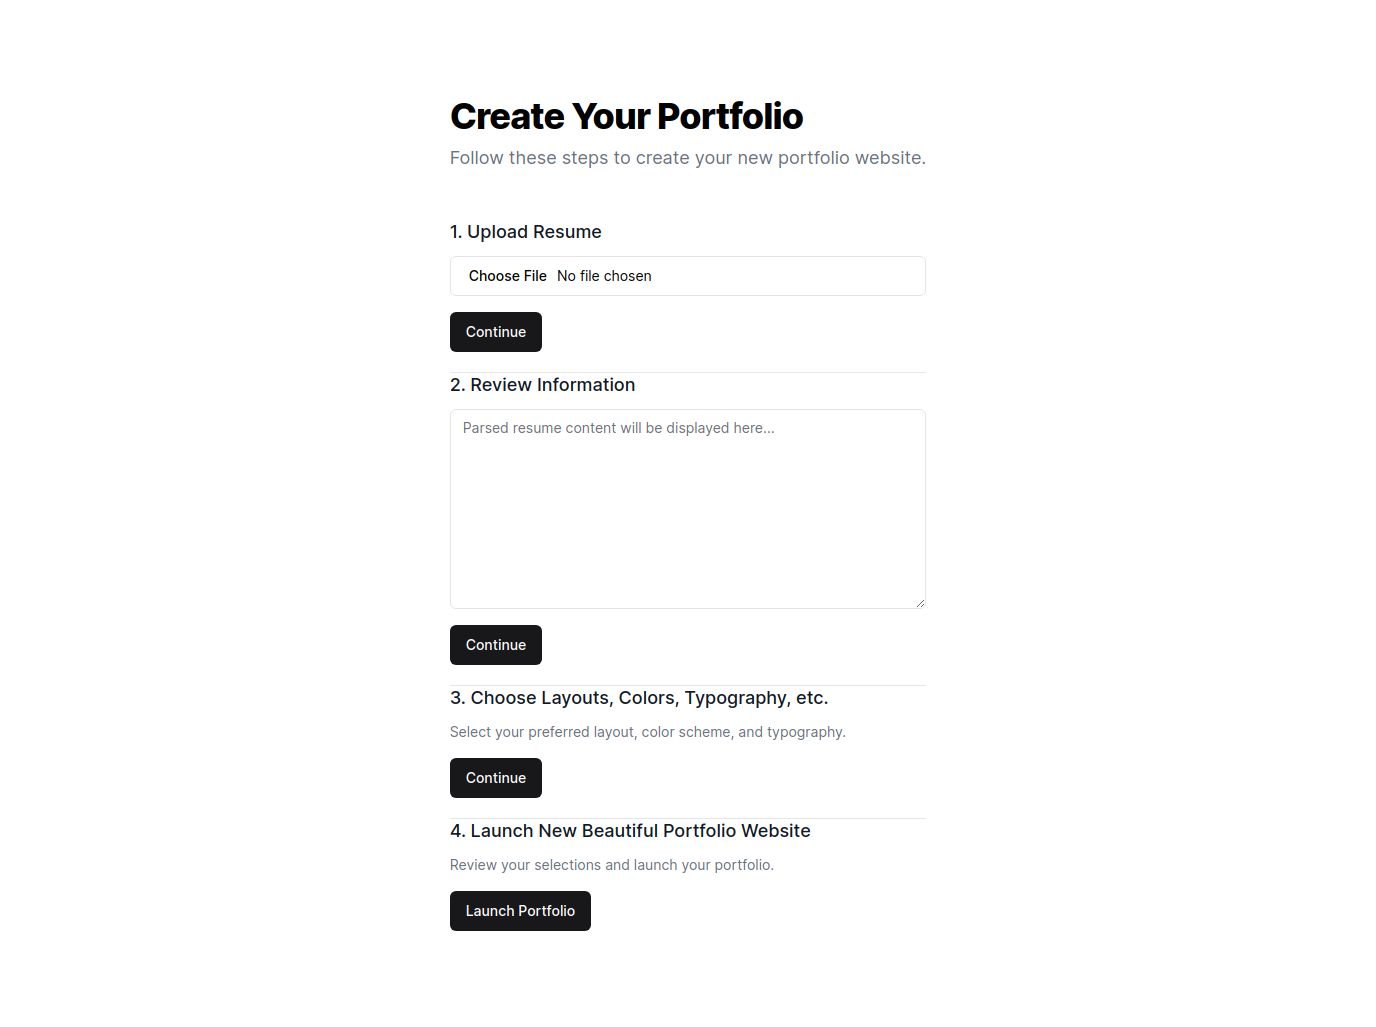 Create Your Portfolio
Follow these steps to create your new portfolio website.
1. Upload Resume
Choose File No file chosen
Continue
2. Review Information
Parsed resume content will be displayed here...
Continue
3. Choose Layouts, Colors, Typography, etc.
Select your preferred layout, color scheme, and typography.
Continue
4. Launch New Beautiful Portfolio Website
Review your selections and launch your portfolio.
Launch Portfolio